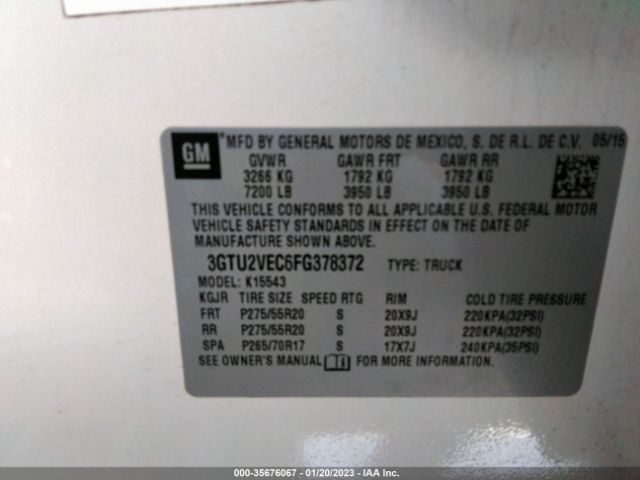 GM
*MFD BY GENERAL MOTORS DE MEXICO, S. DE R.L. DE C.V. 05/15
GVWR GAWR FRT GAWR RR
3266 KG 1792 KG 1792 KG
7200 LB 3950 LB 3950 LB
THIS VEHICLE CONFORMS TO ALL APPLICABLE U.S. FEDERAL MOTOR
VEHICLE SAFETY STANDARDS IN EFFECT ON THE DATE OF
MANUFACTURE SHOWN ABOVE.
3GTU2VEC6FG378372 TYPE: TRUCK
MODEL: K15543
KGJR TIRE SIZE SPEED RTG RIM COLD TIRE PRESSURE
FRT P275/55R20 S 20X9J 220KPA(32PSI)
RR P275/55R20 S 20X9J 220KPA(32PSI)
SPA P265/70R17 S 17X7J 240KPA(35PSI)
SEE OWNER'S MANUAL FOR MORE INFORMATION.
000-35676067 - 01/20/2023 - IAA Inc.